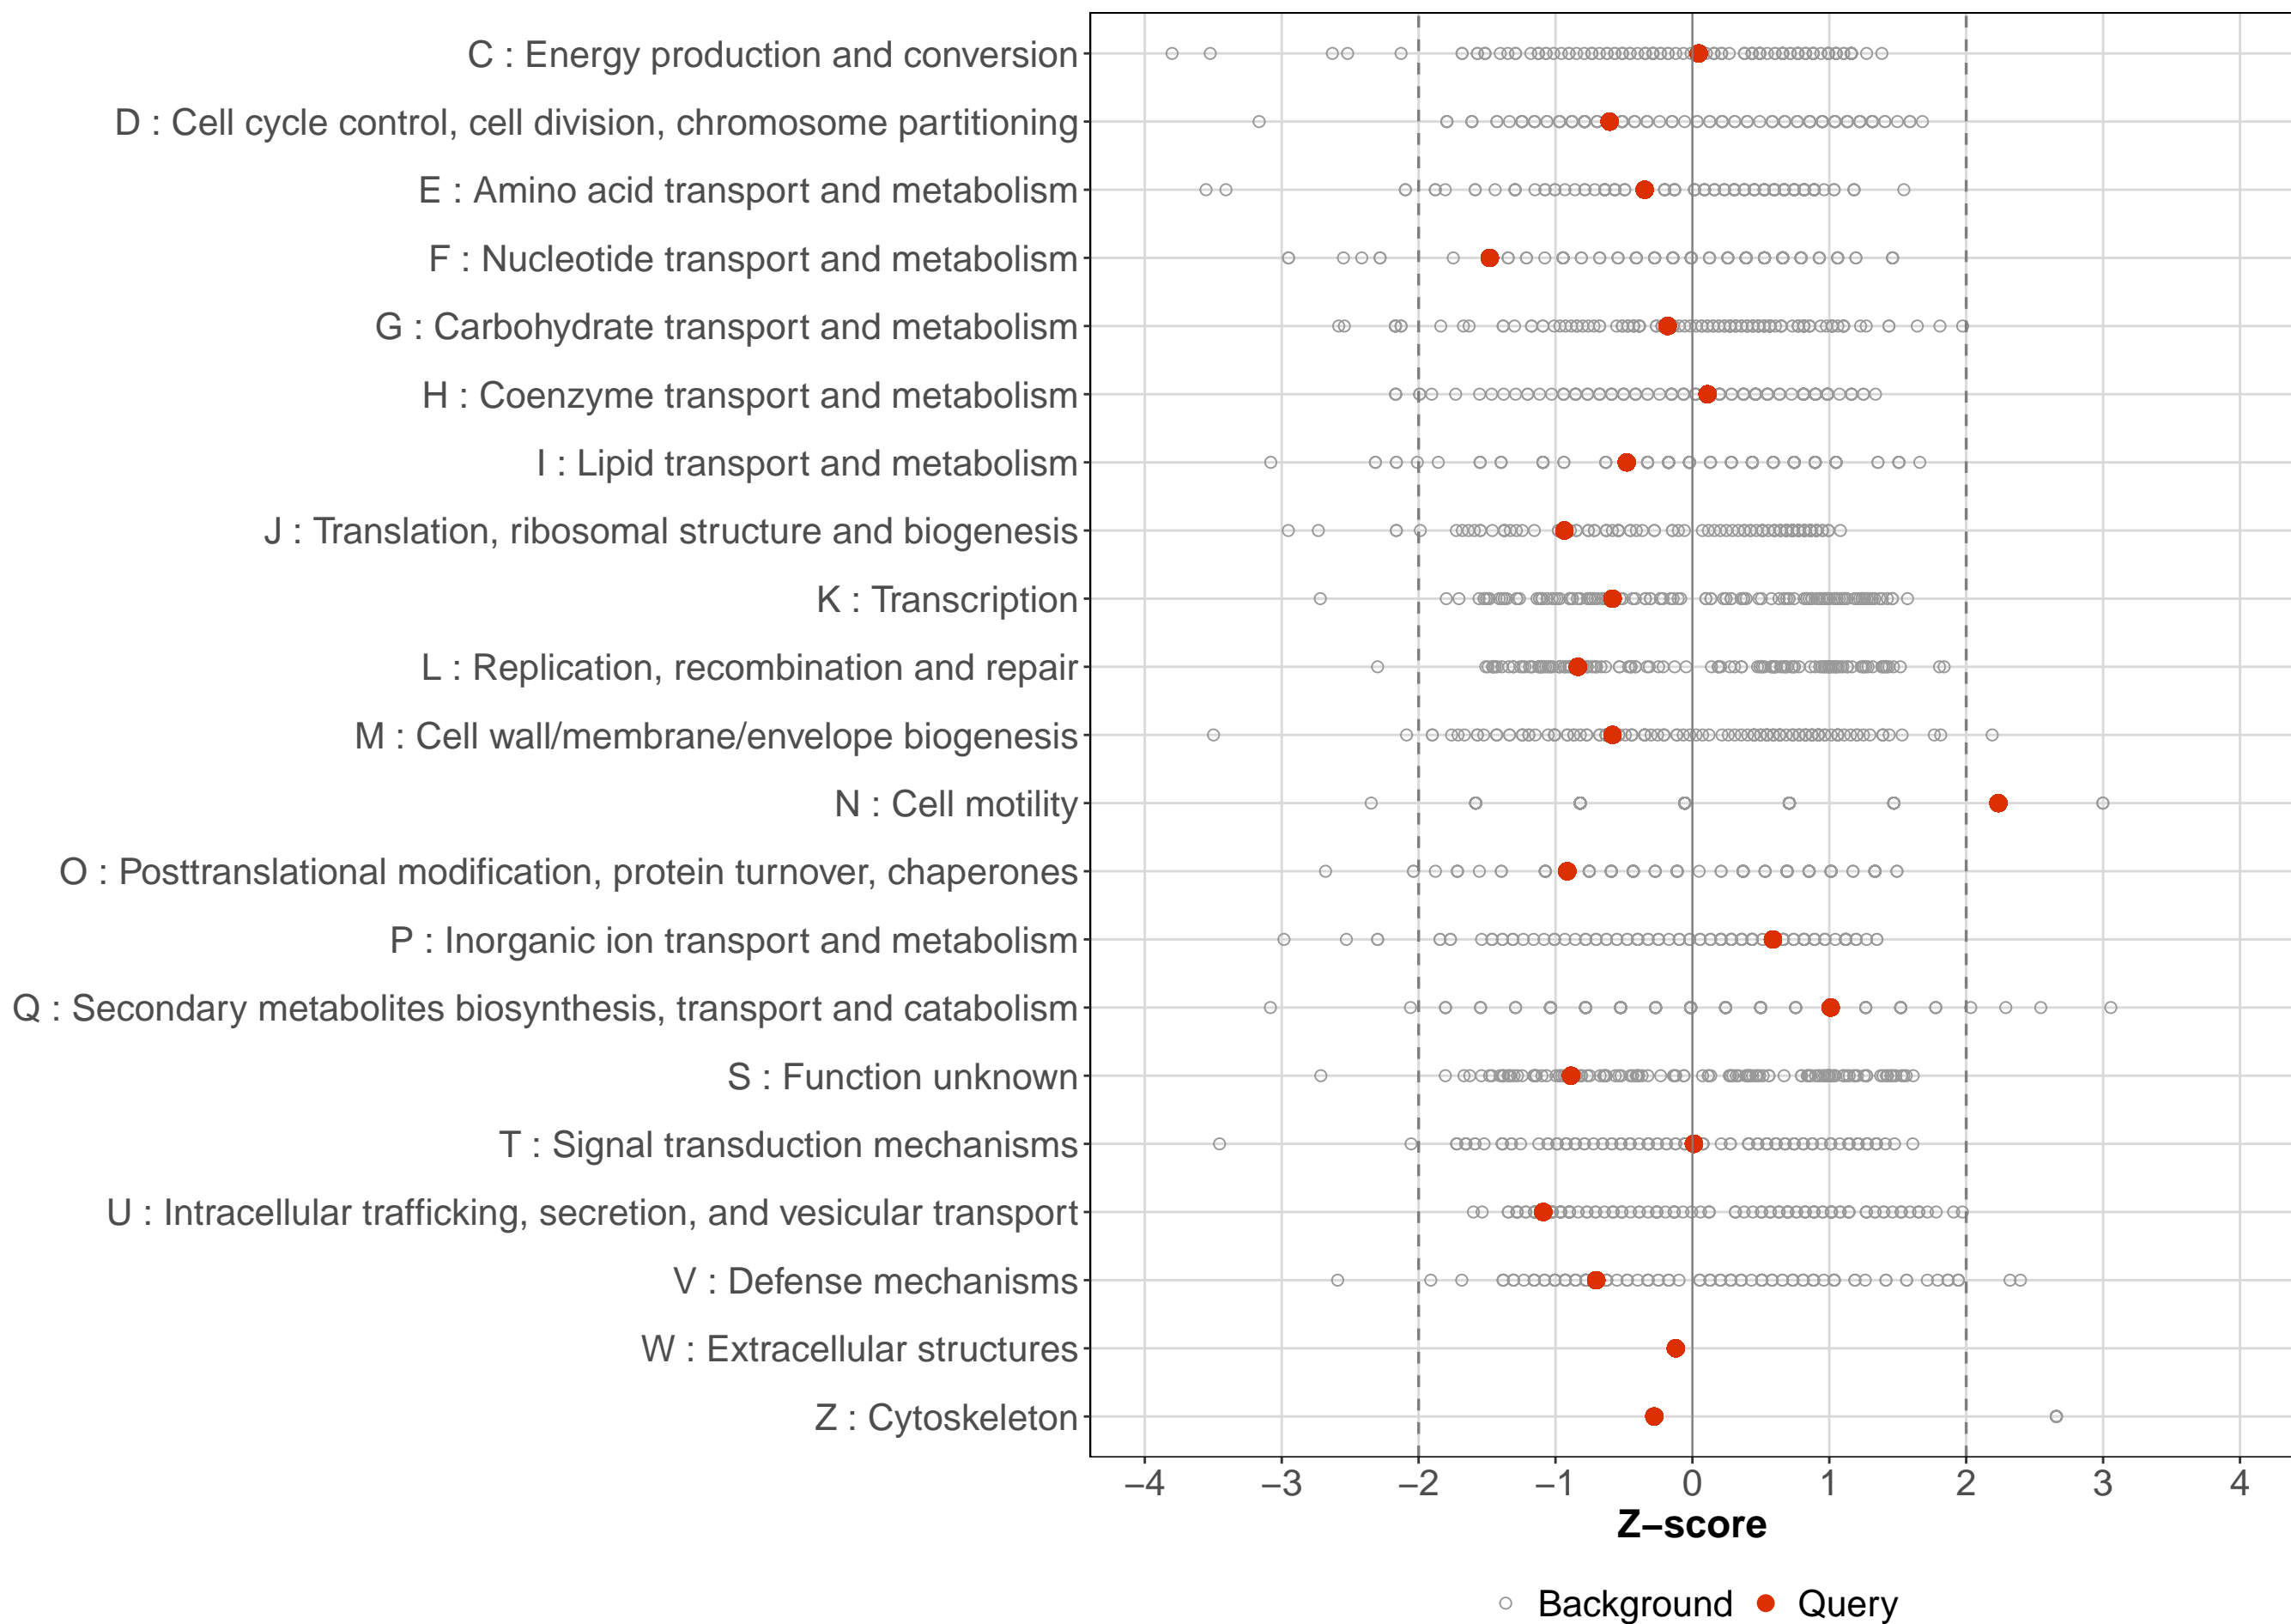 C : Energy production and conversion
D : Cell cycle control, cell division, chromosome partitioning
E : Amino acid transport and metabolism
F : Nucleotide transport and metabolism
G : Carbohydrate transport and metabolism
H : Coenzyme transport and metabolism
I : Lipid transport and metabolism
J : Translation, ribosomal structure and biogenesis
K : Transcription
L : Replication, recombination and repair
M : Cell wall/membrane/envelope biogenesis
N : Cell motility
O : Posttranslational modification, protein turnover, chaperones
P : Inorganic ion transport and metabolism
Q : Secondary metabolites biosynthesis, transport and catabolism
S : Function unknown
T : Signal transduction mechanisms
U : Intracellular trafficking, secretion, and vesicular transport
V : Defense mechanisms
W : Extracellular structures
Z : Cytoskeleton
−4 −3 −2 −1 0 1 2 3 4
Z−score
Background Query